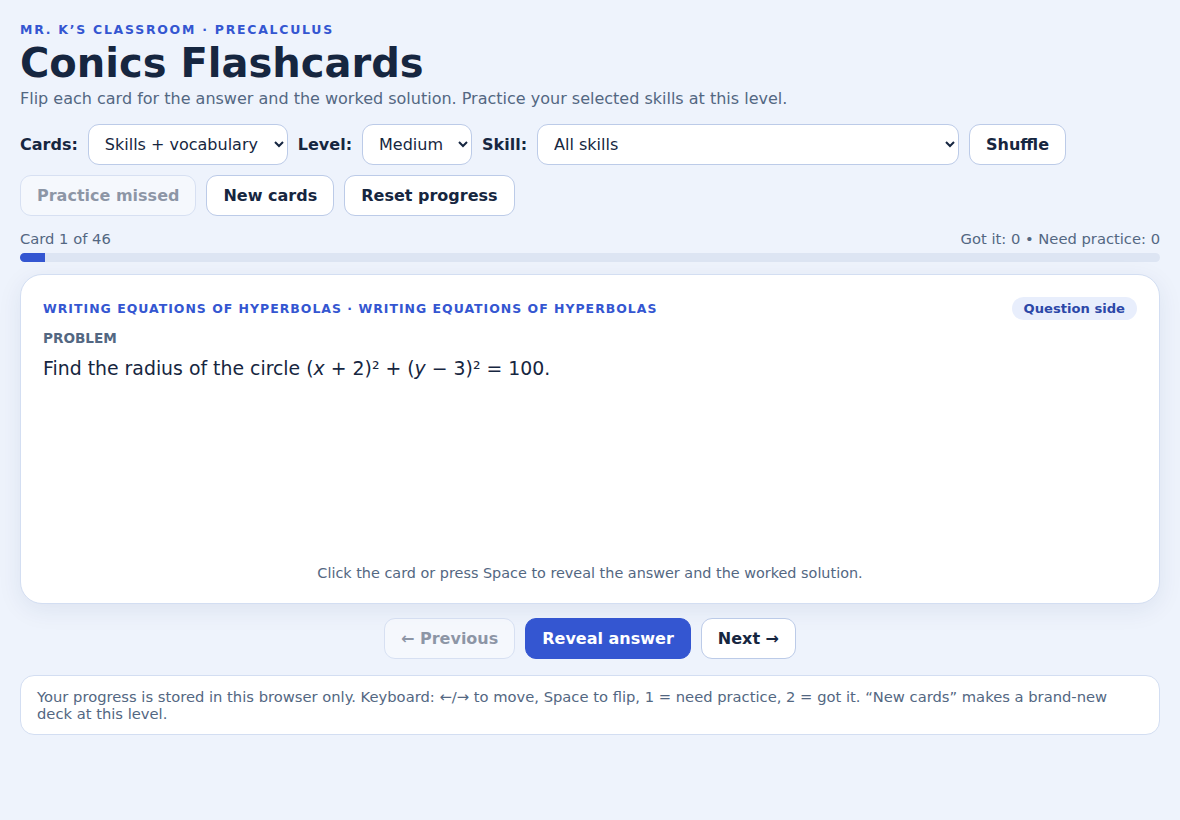 MR. K’S CLASSROOM · PRECALCULUS
Conics Flashcards
Flip each card for the answer and the worked solution. Practice your selected skills at this level.
Cards: Skills + vocabulary Level: Medium Skill: All skills Shuffle
Practice missed New cards Reset progress
Card 1 of 46 Got it: 0 • Need practice: 0
WRITING EQUATIONS OF HYPERBOLAS · WRITING EQUATIONS OF HYPERBOLAS Question side
PROBLEM
Find the radius of the circle (x + 2)² + (y − 3)² = 100.
Click the card or press Space to reveal the answer and the worked solution.
← Previous Reveal answer Next →
Your progress is stored in this browser only. Keyboard: ←/→ to move, Space to flip, 1 = need practice, 2 = got it. “New cards” makes a brand-new
deck at this level.